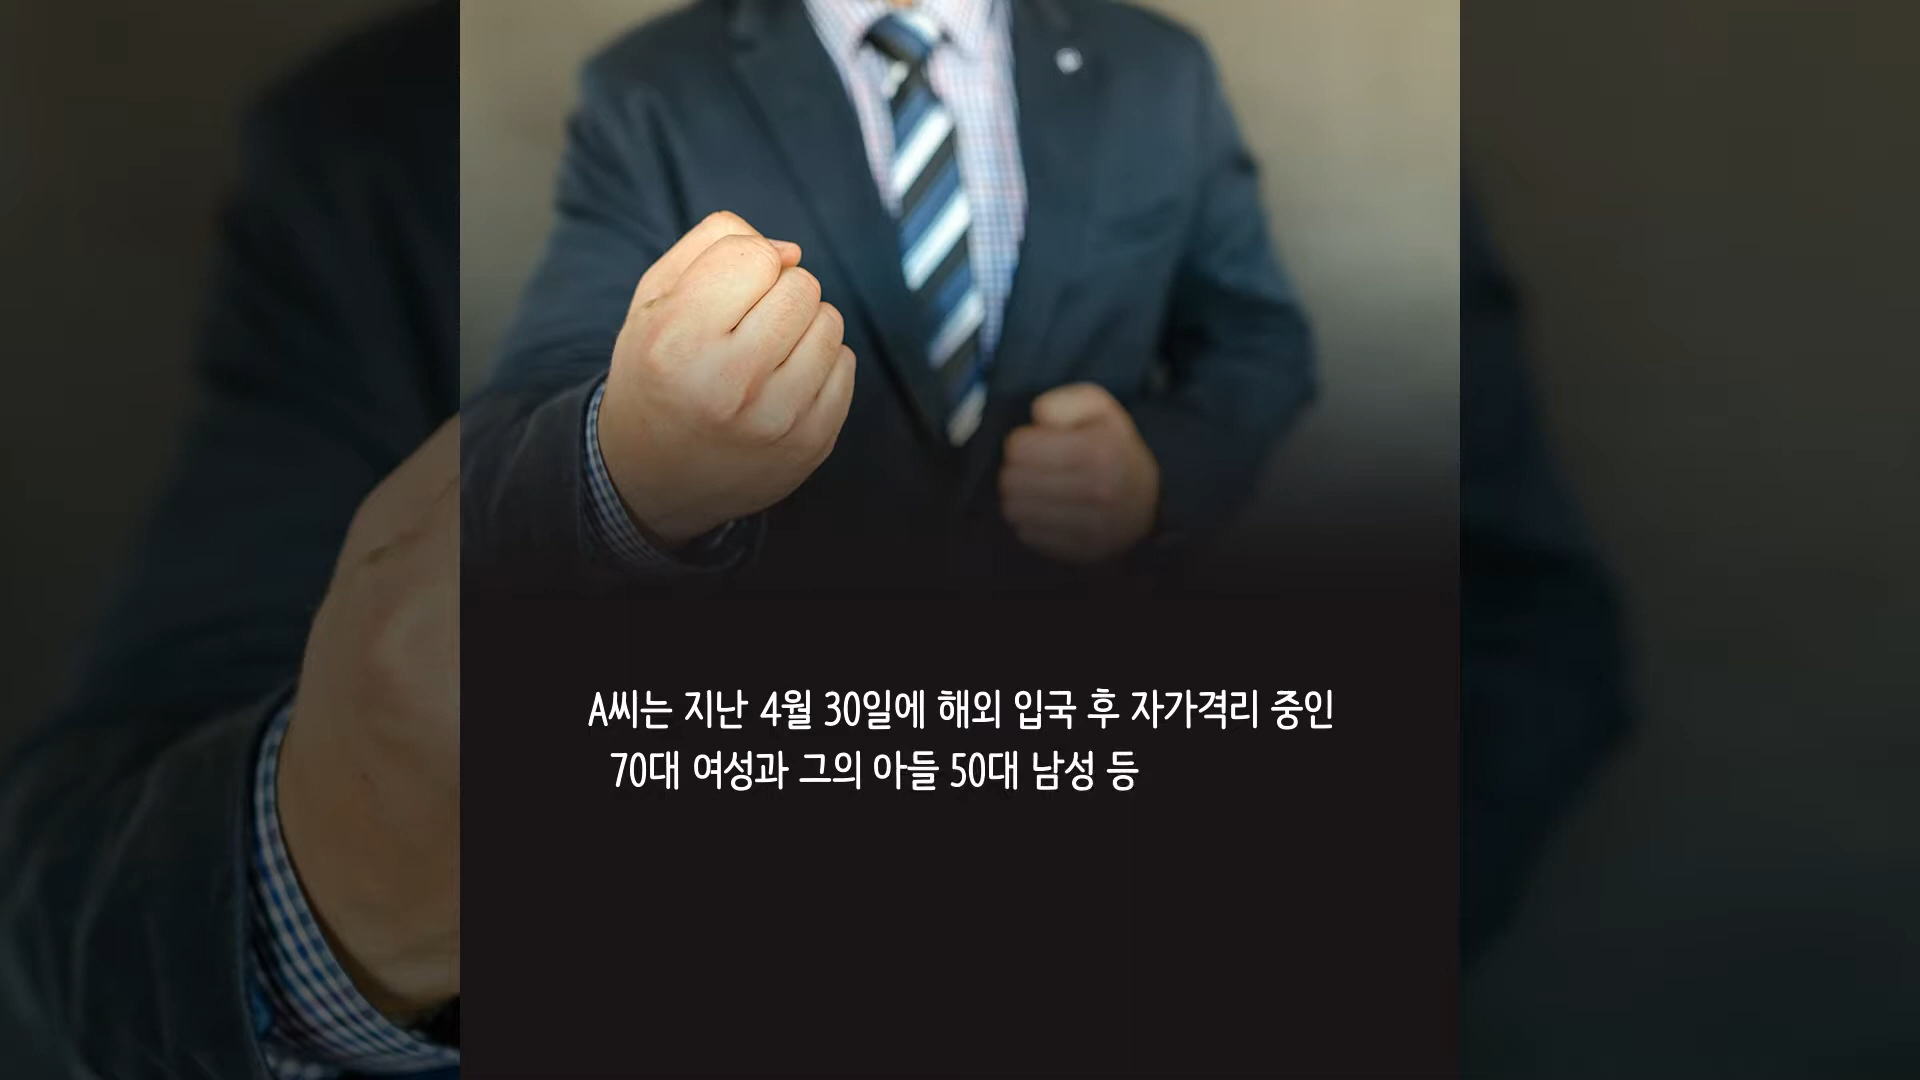 A씨는 지난 4월 30일에 해외 입국 후 자가격리 중인
70대 여성과 그의 아들 50대 남성 등